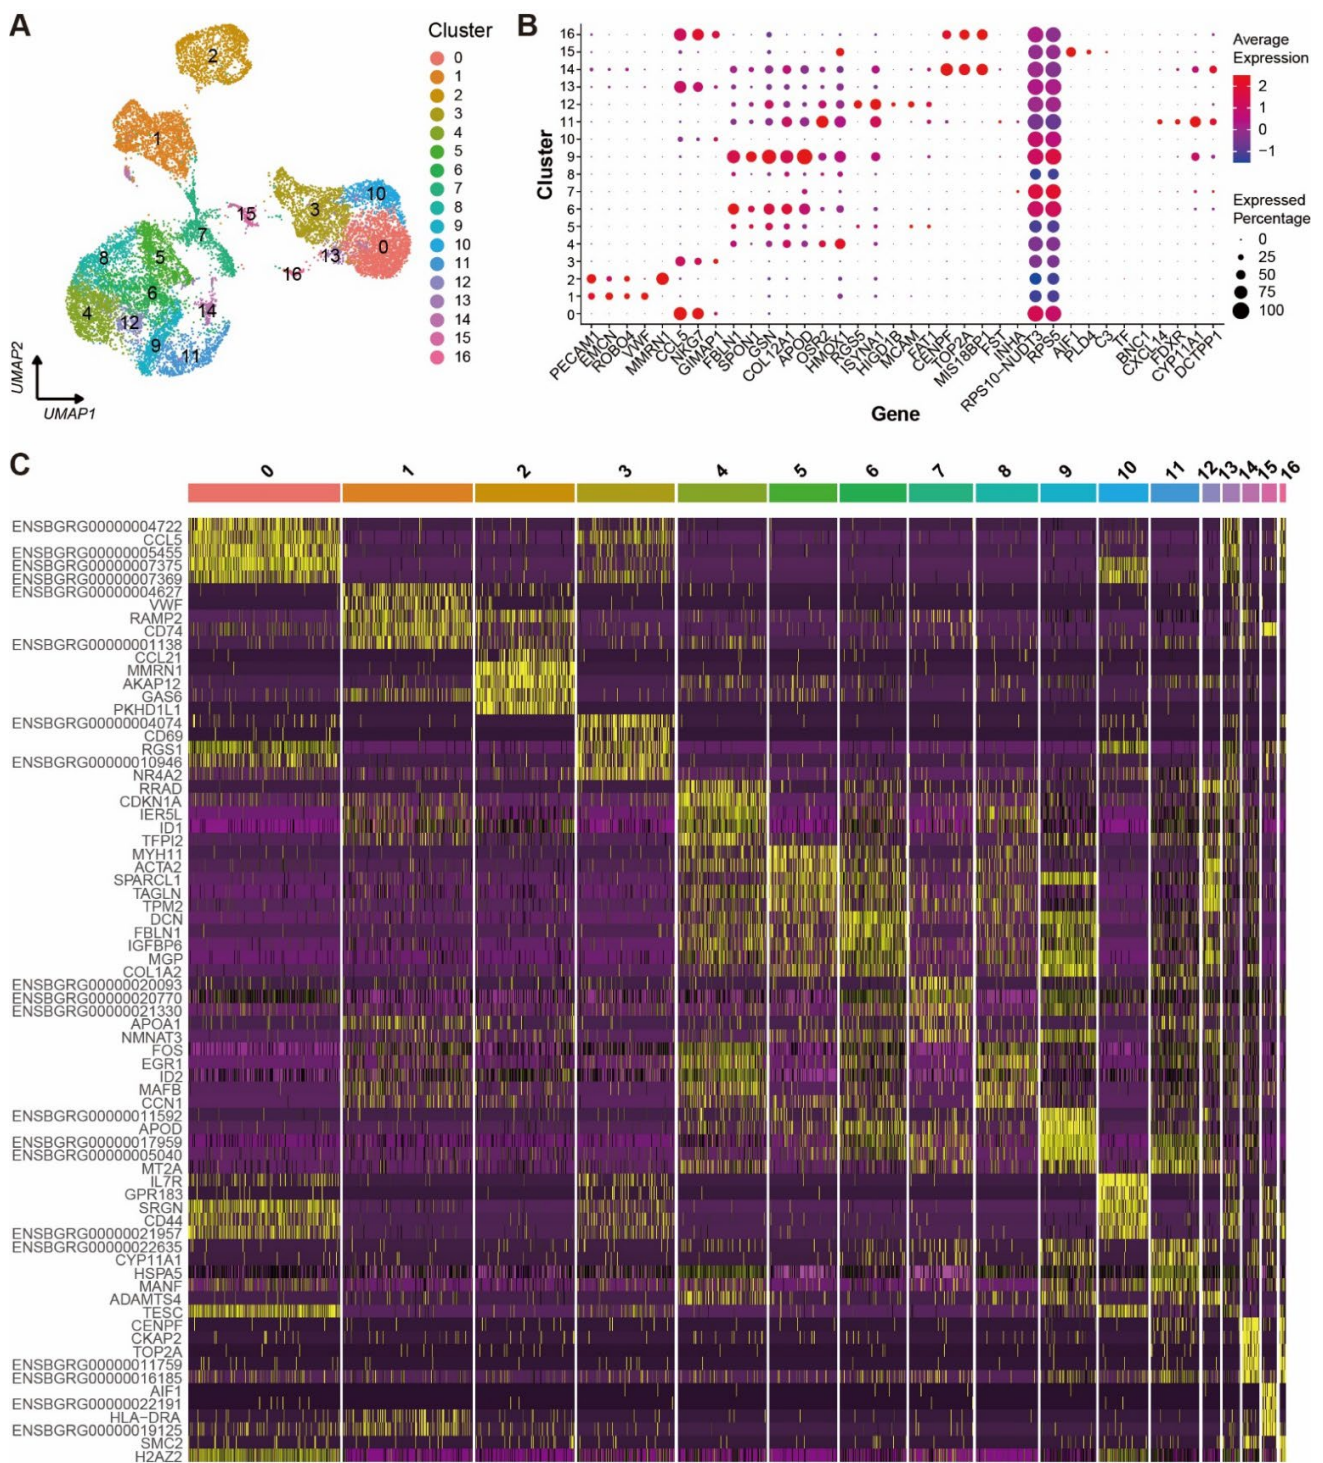 A
Cluster
0
1
2
3
4
5
6
7
8
9
10
11
12
13
14
15
16
2
1
10
3
15
0
7
13
8
5
16
6
4
14
12
9
11
UMAP2
UMAP1
B
Cluster
16
15
14
13
12
11
10
9
8
7
6
5
4
3
2
1
0
PECAM1
EMCN
ROBO4
VWF
MMRN1
CCL5
NKG7
GIMAP1
FBLN1
SPON1
GSN
COL12A1
APOD
OSR2
HMOX1
RGS5
ISYNA1
HIGD1B
MCAM
FAT1
CENPF
TOP2A
MIS18BP1
FST
INHA
RPS10−NUDT3
RPS5
AIF1
PLD4
C3
TF
BNC1
CXCL14
FDXR
CYP11A1
DCTPP1
Gene
Average
Expression
2
1
0
−1
Expressed
Percentage
0
25
50
75
100
C
0 1 2 3 4 5 6 7 8 9 10 11 12 13 14 15 16
ENSBGRG00000004722
CCL5
ENSBGRG00000005455
ENSBGRG00000007375
ENSBGRG00000007369
ENSBGRG00000004627
VWF
RAMP2
CD74
ENSBGRG00000001138
CCL21
MMRN1
AKAP12
GAS6
PKHD1L1
ENSBGRG00000004074
CD69
RGS1
ENSBGRG00000010946
NR4A2
RRAD
CDKN1A
IER5L
ID1
TFPI2
MYH11
ACTA2
SPARCL1
TAGLN
TPM2
DCN
FBLN1
IGFBP6
MGP
COL1A2
ENSBGRG00000020093
ENSBGRG00000020770
ENSBGRG00000021330
APOA1
NMNAT3
FOS
EGR1
ID2
MAFB
CCN1
ENSBGRG00000011592
APOD
ENSBGRG00000017959
ENSBGRG00000005040
MT2A
IL7R
GPR183
SRGN
CD44
ENSBGRG00000021957
ENSBGRG00000022635
CYP11A1
HSPA5
MANF
ADAMTS4
TESC
CENPF
CKAP2
TOP2A
ENSBGRG00000011759
ENSBGRG00000016185
AIF1
ENSBGRG00000022191
HLA−DRA
ENSBGRG00000019125
SMC2
H2AZ2